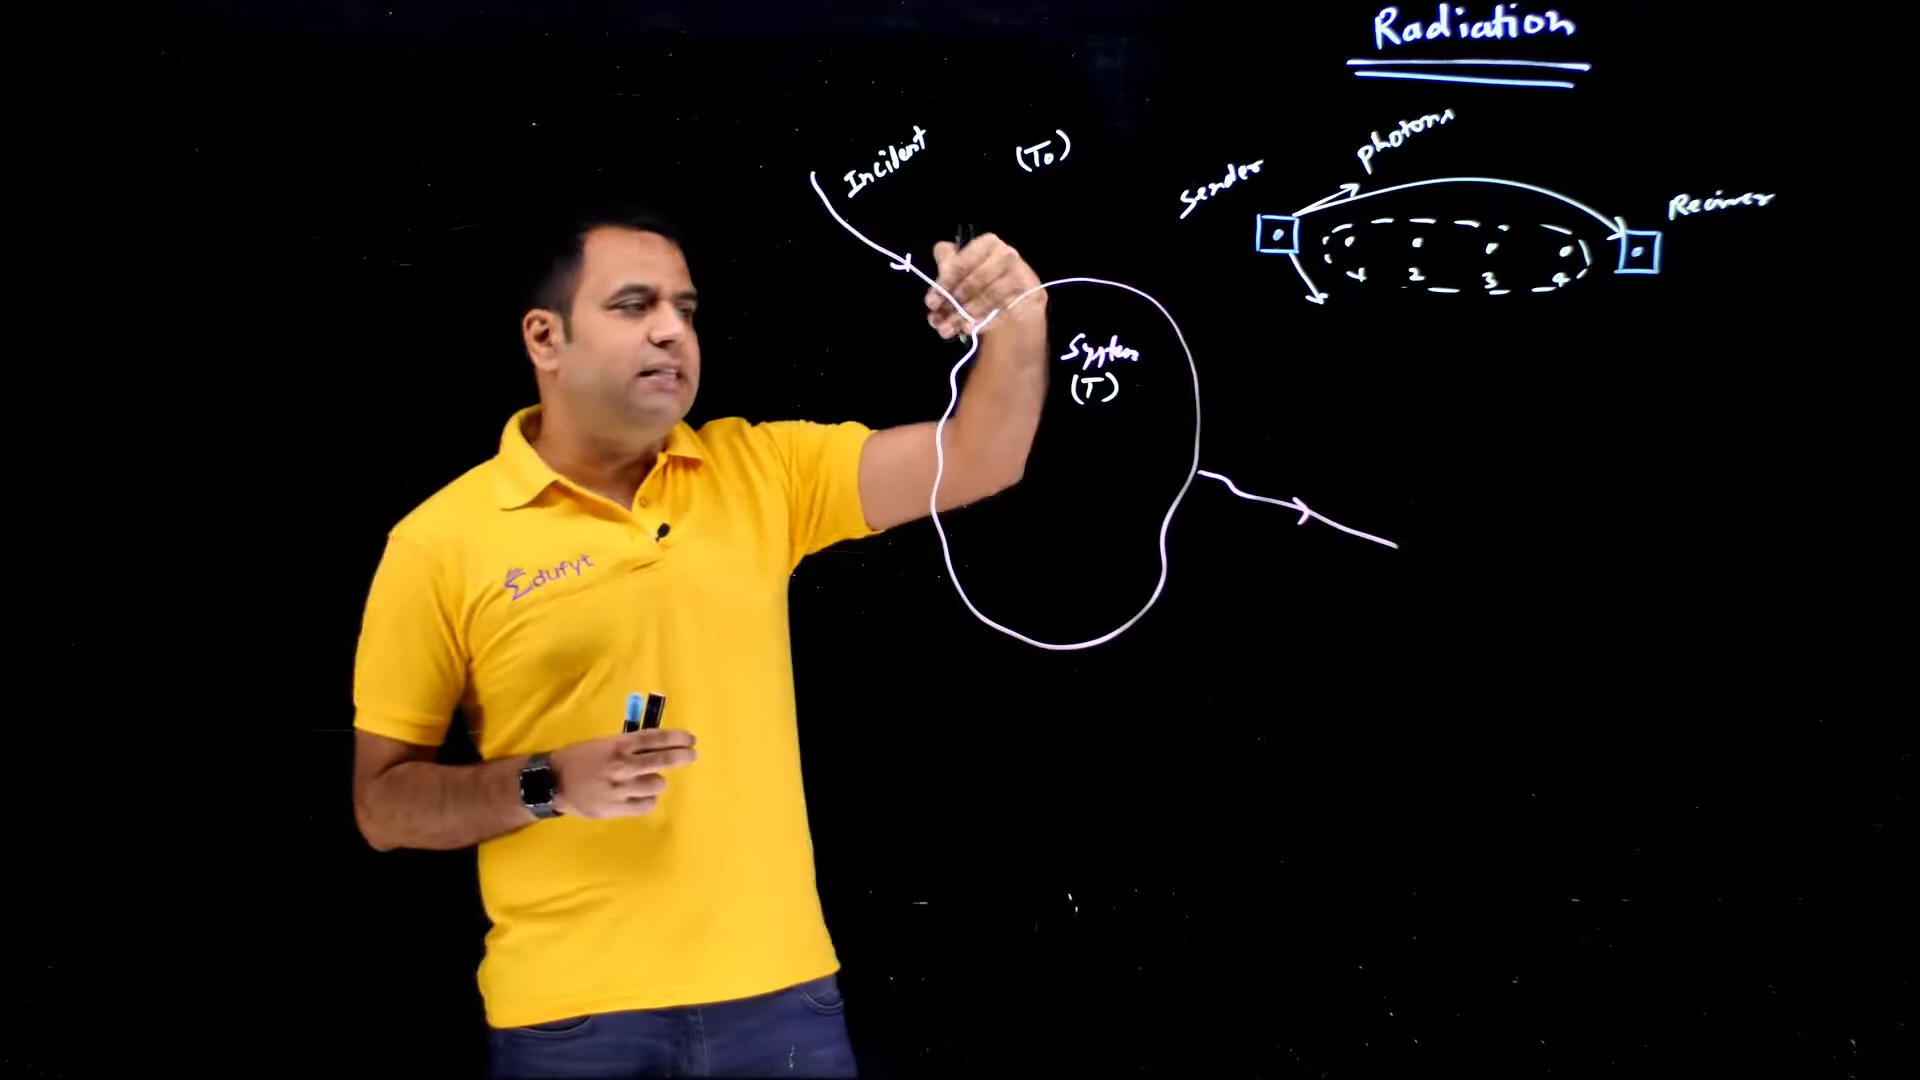 Radiation
Incident
(T₀)
photons
Sender
Reciver
1 2 3 4
System
(T)
Edufyt